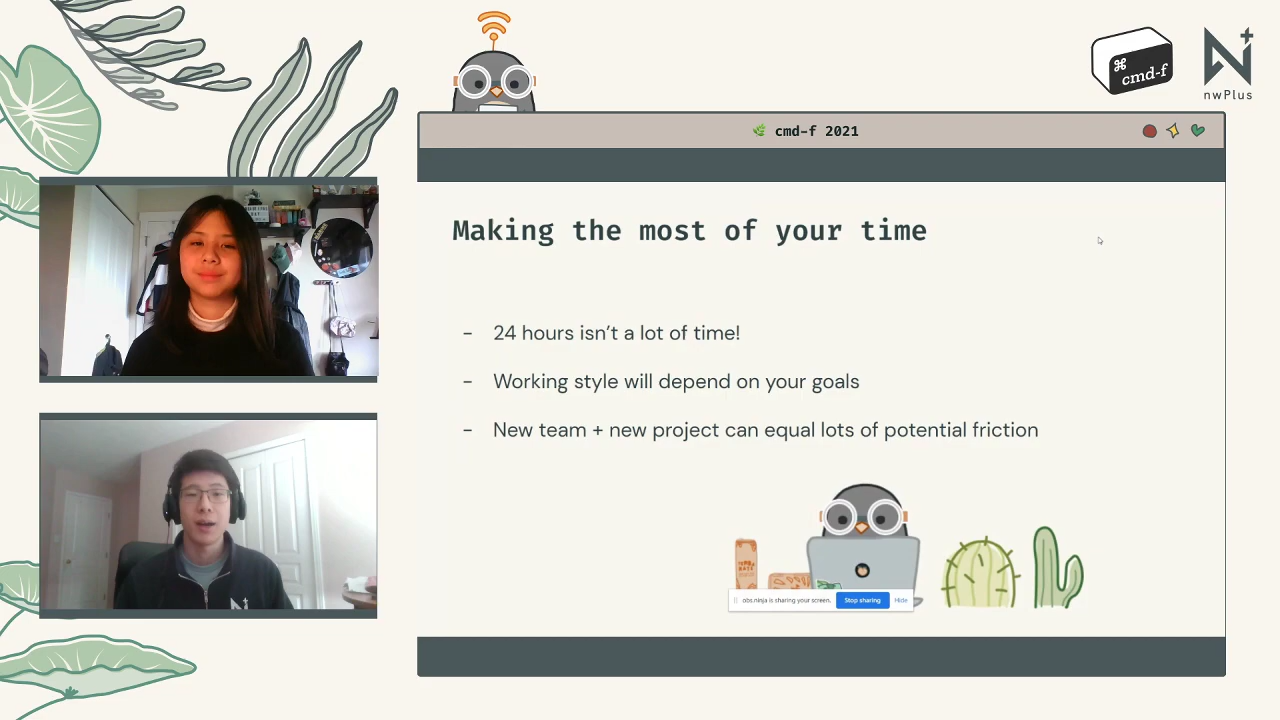 ⌘
cmd-f
nwPlus
🌿 cmd-f 2021
Making the most of your time
- 24 hours isn't a lot of time!
- Working style will depend on your goals
- New team + new project can equal lots of potential friction
obs.ninja is sharing your screen.
Stop sharing
Hide